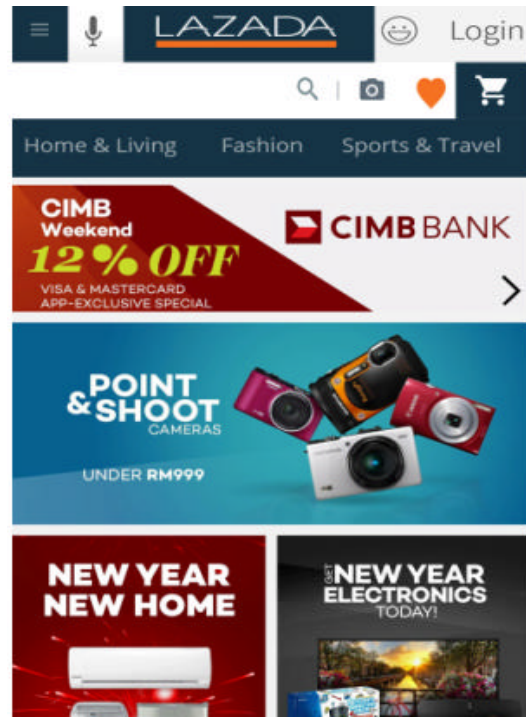 LAZADA
Login
Home & Living Fashion Sports & Travel
CIMB
Weekend
12% OFF
VISA & MASTERCARD
APP-EXCLUSIVE SPECIAL
CIMB BANK
POINT
& SHOOT
CAMERAS
UNDER RM999
NEW YEAR
NEW HOME
GET
NEW YEAR
ELECTRONICS
TODAY!